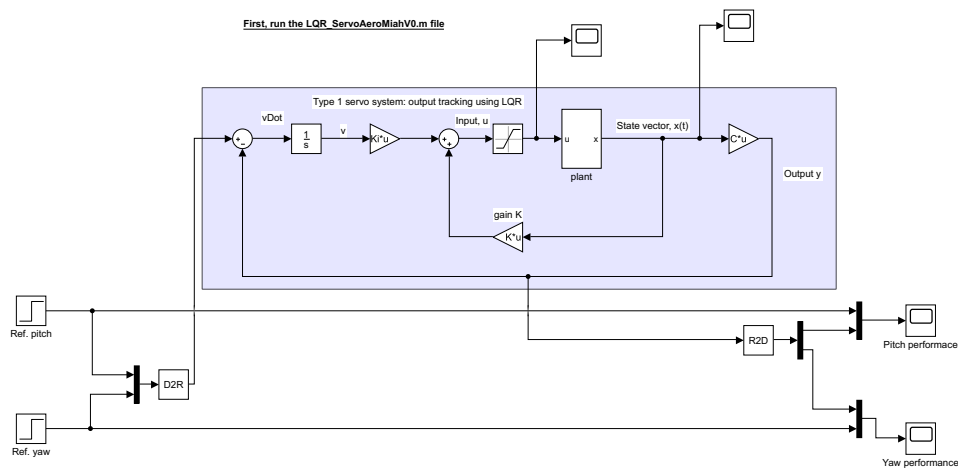 First, run the LQR_ServoAeroMiahV0.m file
Type 1 servo system: output tracking using LQR
vDot
1
s
v
Ki*u
Input, u
u
x
plant
State vector, x(t)
C*u
Output y
gain K
K*u
Ref. pitch
D2R
Ref. yaw
R2D
Pitch performace
Yaw performance